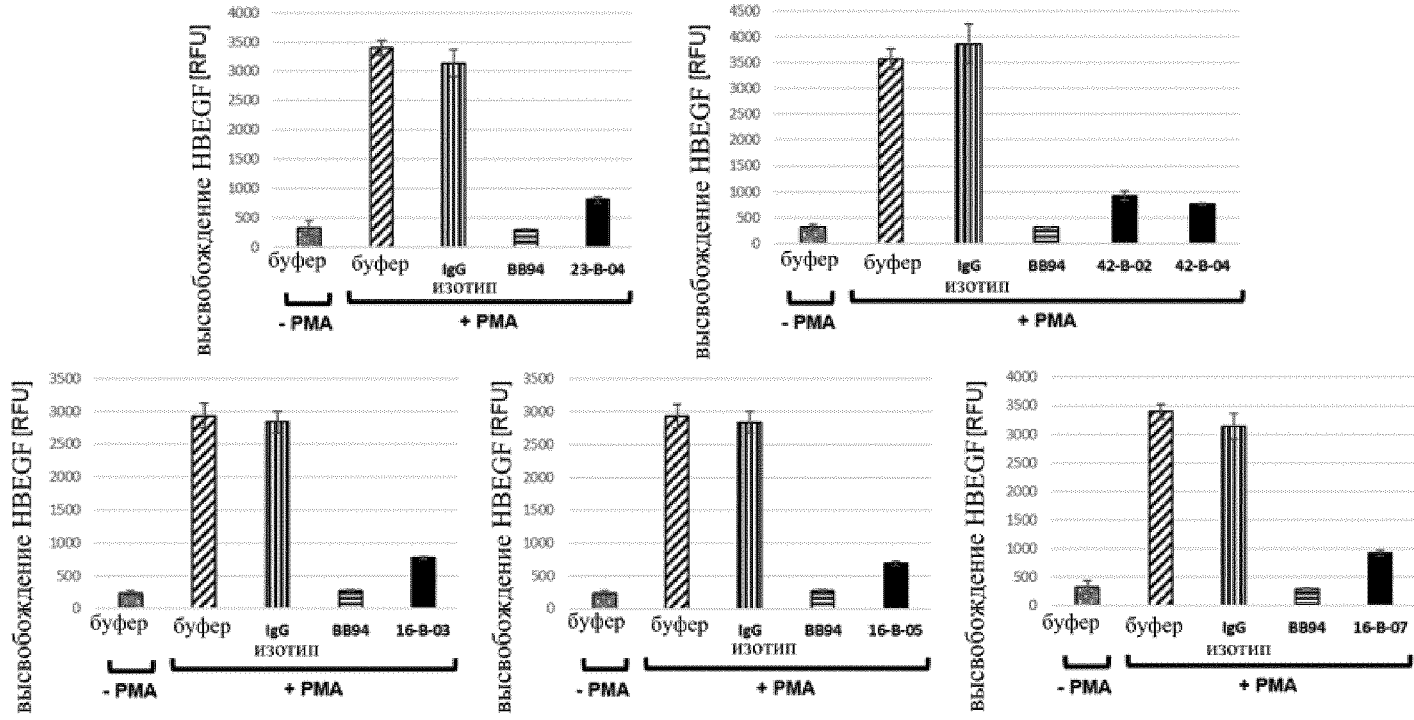 высвобождение HBEGF [RFU]
4000
3500
3000
2500
2000
1500
1000
500
0
буфер буфер IgG BB94 23-B-04
изотип
- PMA + PMA
высвобождение HBEGF [RFU]
4500
4000
3500
3000
2500
2000
1500
1000
500
0
буфер буфер IgG BB94 42-B-02 42-B-04
изотип
- PMA + PMA
высвобождение HBEGF [RFU]
3500
3000
2500
2000
1500
1000
500
0
буфер буфер IgG BB94 16-B-03
изотип
- PMA + PMA
высвобождение HBEGF [RFU]
3500
3000
2500
2000
1500
1000
500
0
буфер буфер IgG BB94 16-B-05
изотип
- PMA + PMA
высвобождение HBEGF [RFU]
4000
3500
3000
2500
2000
1500
1000
500
0
буфер буфер IgG BB94 16-B-07
изотип
- PMA + PMA